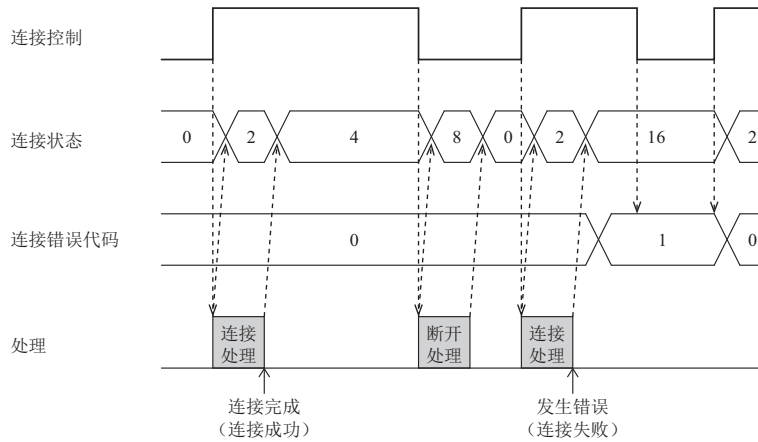 连接控制
连接状态
0 2 4 8 0 2 16 2
连接错误代码
0 1 0
处理
连接
处理
断开
处理
连接
处理
连接完成
（连接成功）
发生错误
（连接失败）